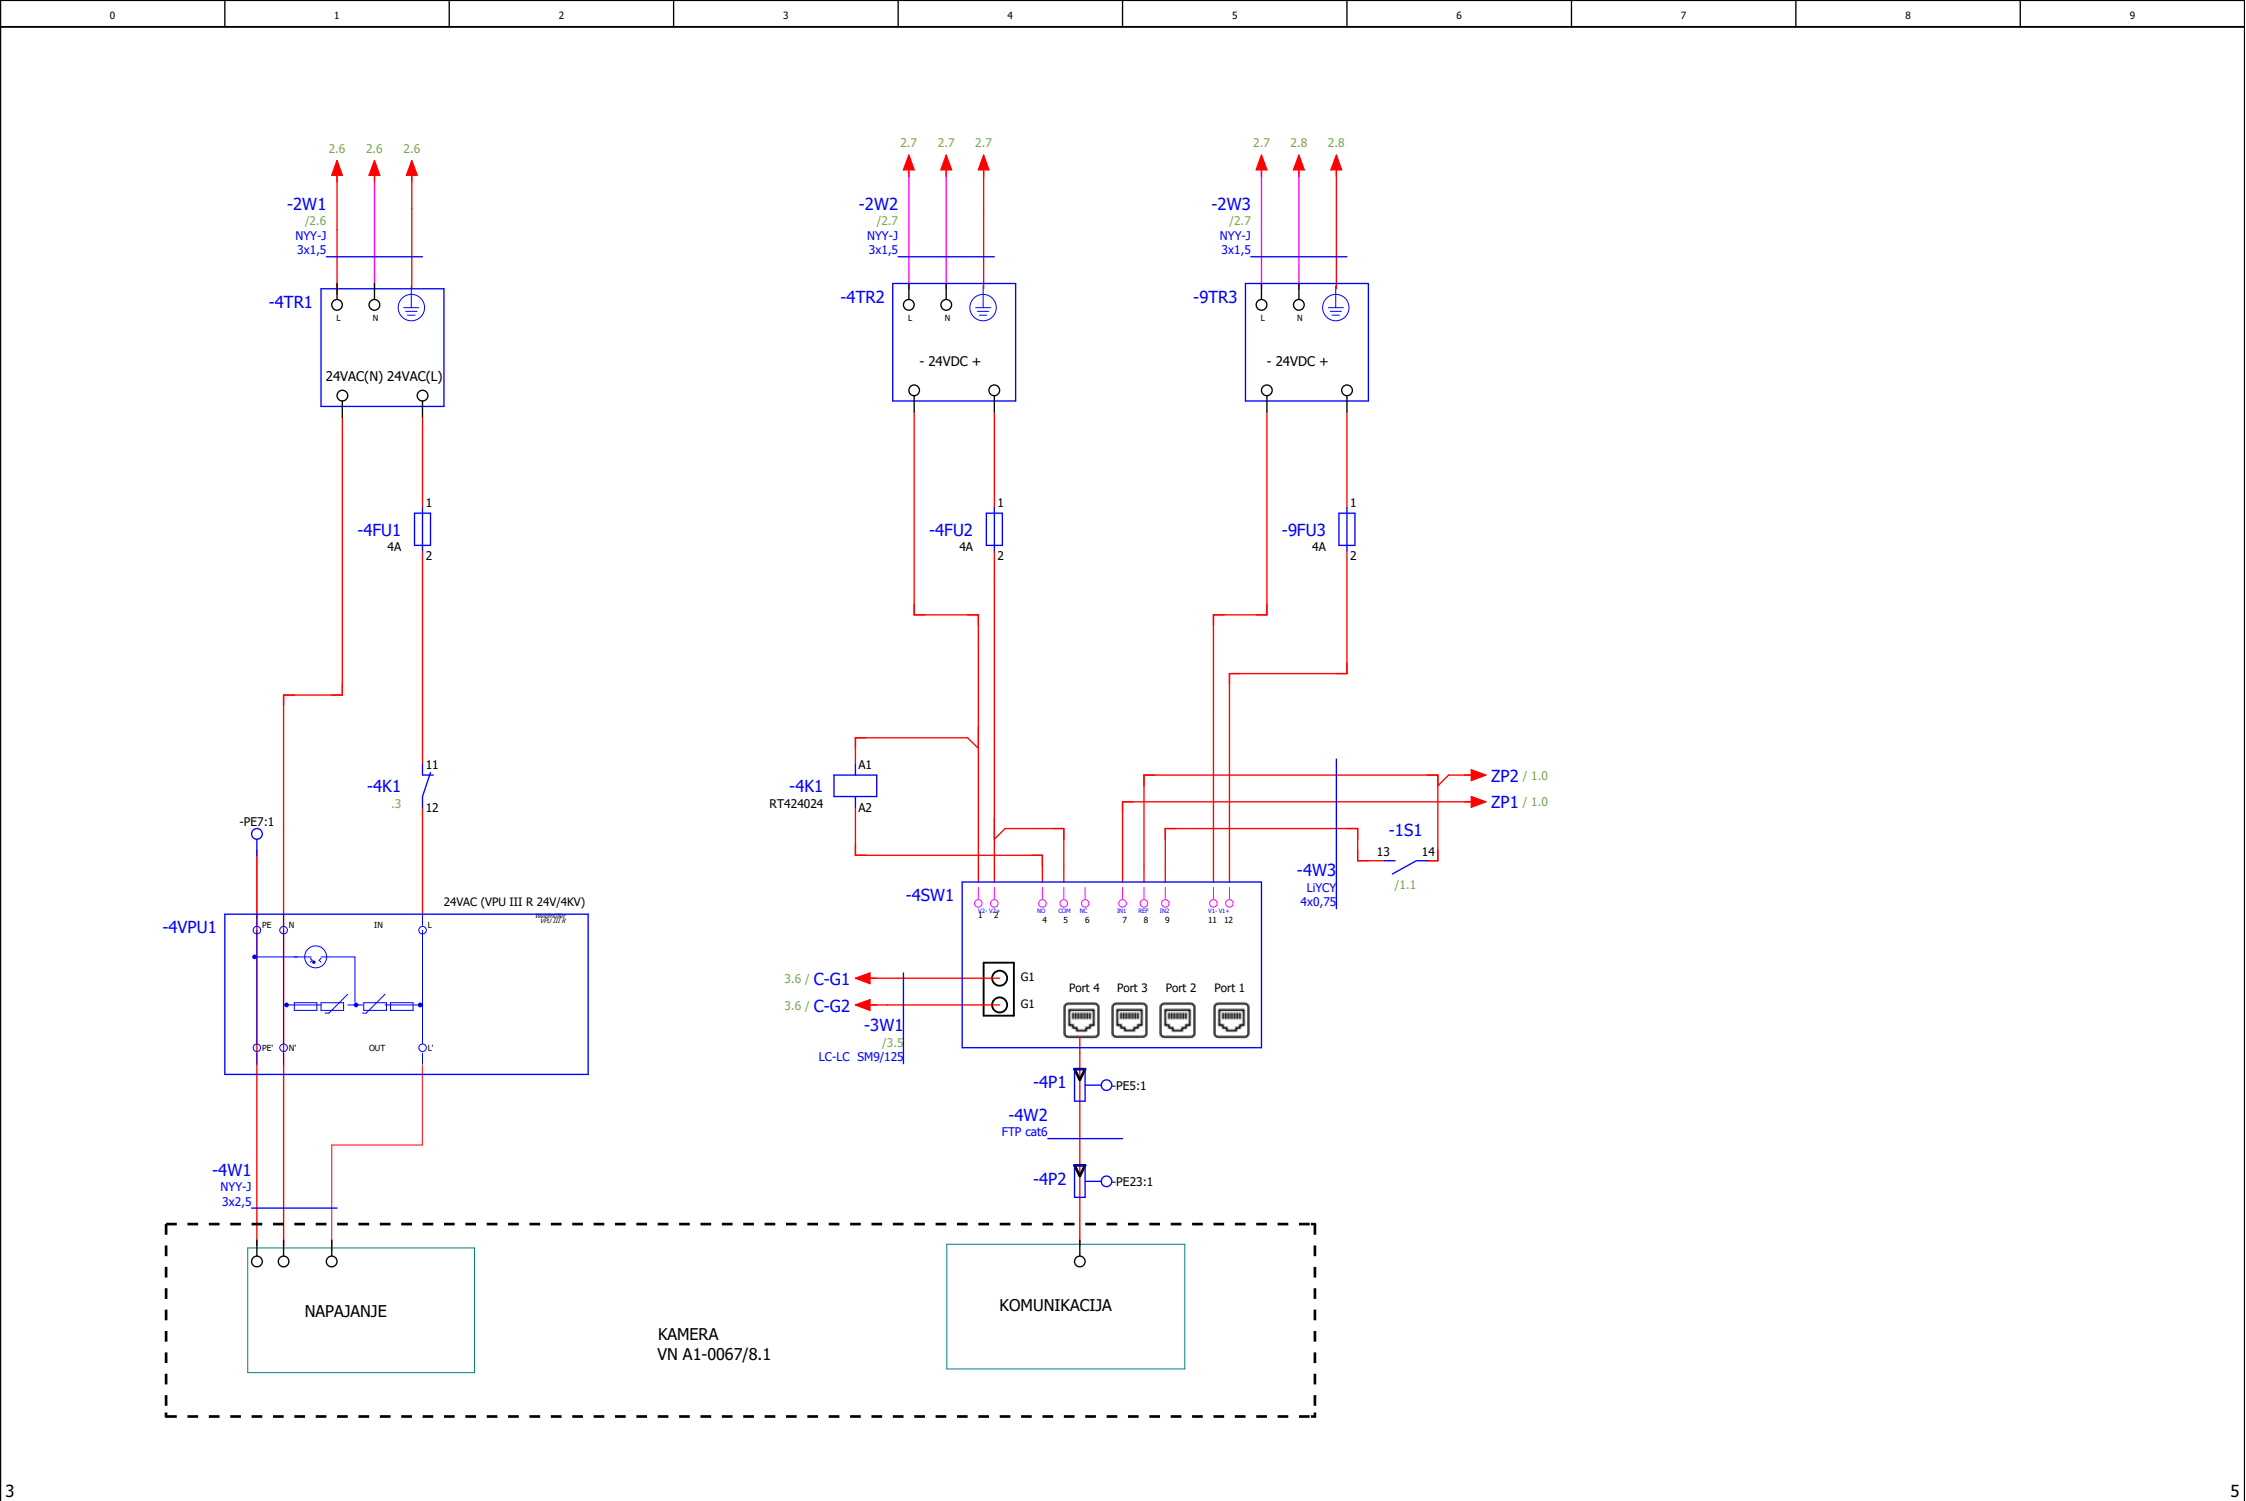 0 1 2 3 4 5 6 7 8 9
2.6 2.6 2.6
2.7 2.7 2.7
2.7 2.8 2.8
-2W1
/2.6
NYY-J
3x1,5
-2W2
/2.7
NYY-J
3x1,5
-2W3
/2.7
NYY-J
3x1,5
-4TR1
L N
24VAC(N) 24VAC(L)
-4TR2
L N
- 24VDC +
-9TR3
L N
- 24VDC +
1
-4FU1
4A
2
1
-4FU2
4A
2
1
-9FU3
4A
2
11
-4K1
.3
12
A1
-4K1
RT424024
A2
ZP2 / 1.0
ZP1 / 1.0
-1S1
13 14
/1.1
-4W3
LiYCY
4x0,75
-PE7:1
24VAC (VPU III R 24V/4KV)
VPU III R
-4VPU1
PE N IN L
PE' N' OUT L'
-4SW1
V2- V2+ NO COM NC IN1 REF IN2 V1- V1+
1 2 4 5 6 7 8 9 11 12
3.6 / C-G1
G1
3.6 / C-G2
G1
Port 4 Port 3 Port 2 Port 1
-3W1
/3.5
LC-LC SM9/125
-4P1
-PE5:1
-4W2
FTP cat6
-4P2
-PE23:1
-4W1
NYY-J
3x2,5
NAPAJANJE
KOMUNIKACIJA
KAMERA
VN A1-0067/8.1
3
5